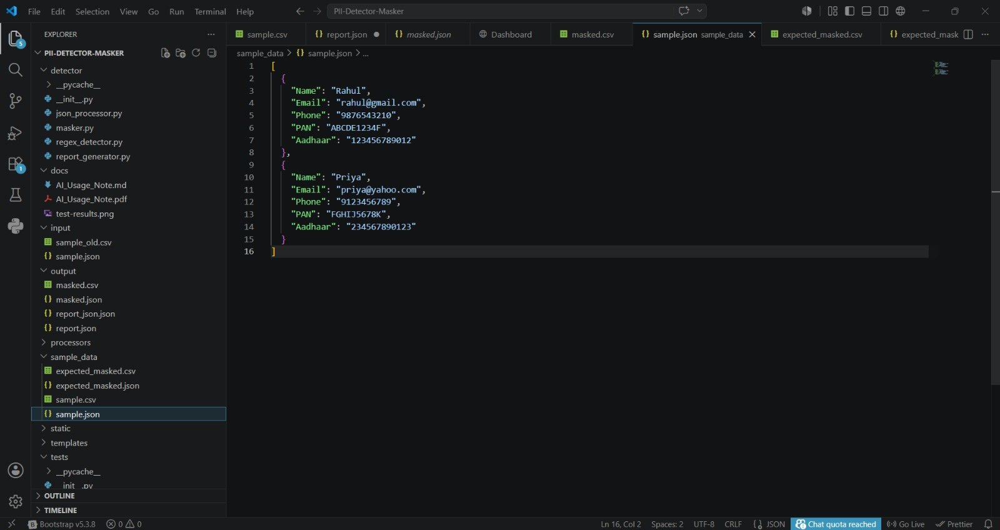 File Edit Selection View Go Run Terminal Help
PII-Detector-Masker
EXPLORER
PII-DETECTOR-MASKER
detector
__pycache__
__init__.py
json_processor.py
masker.py
regex_detector.py
report_generator.py
docs
AI_Usage_Note.md
AI_Usage_Note.pdf
test-results.png
input
sample_old.csv
sample.json
output
masked.csv
masked.json
report_json.json
report.json
processors
sample_data
expected_masked.csv
expected_masked.json
sample.csv
sample.json
static
templates
tests
__pycache__
__init__.py
OUTLINE
TIMELINE
5
1
sample.csv report.json masked.json Dashboard masked.csv sample.json sample_data expected_masked.csv expected_mask
sample_data > {} sample.json > ...
1 [
2 {
3 "Name": "Rahul",
4 "Email": "rahul@gmail.com",
5 "Phone": "9876543210",
6 "PAN": "ABCDE1234F",
7 "Aadhaar": "123456789012"
8 },
9 {
10 "Name": "Priya",
11 "Email": "priya@yahoo.com",
12 "Phone": "9123456789",
13 "PAN": "FGHIJ5678K",
14 "Aadhaar": "234567890123"
15 }
16 ]
Bootstrap v5.3.8 0 0 Ln 16, Col 2 Spaces: 2 UTF-8 CRLF {} JSON Chat quota reached Go Live Prettier